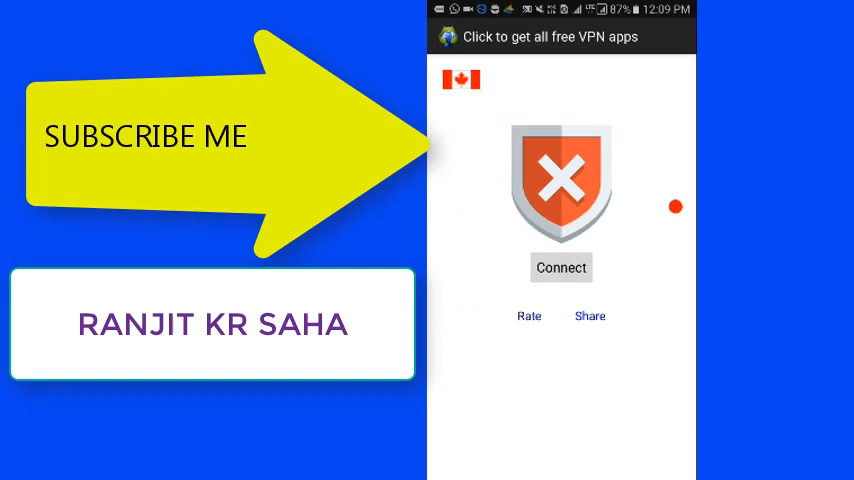 87% 12:09 PM
Click to get all free VPN apps
SUBSCRIBE ME
Connect
RANJIT KR SAHA
Rate
Share